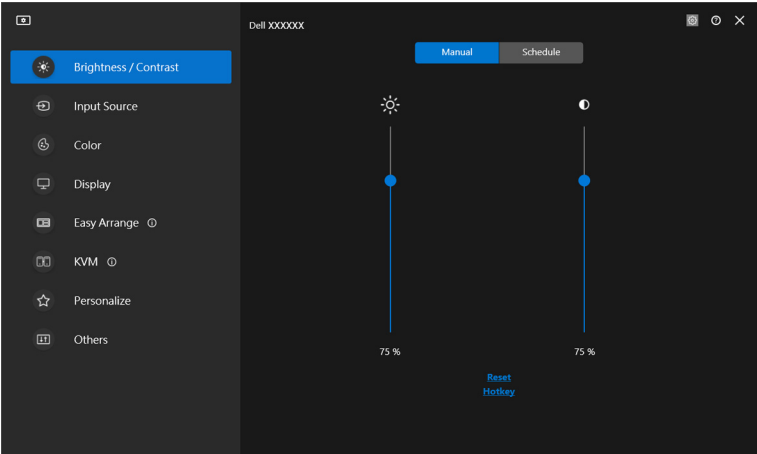 Dell XXXXXX
Manual
Schedule
Brightness / Contrast
Input Source
Color
Display
Easy Arrange
KVM
Personalize
Others
75 %
75 %
Reset
Hotkey